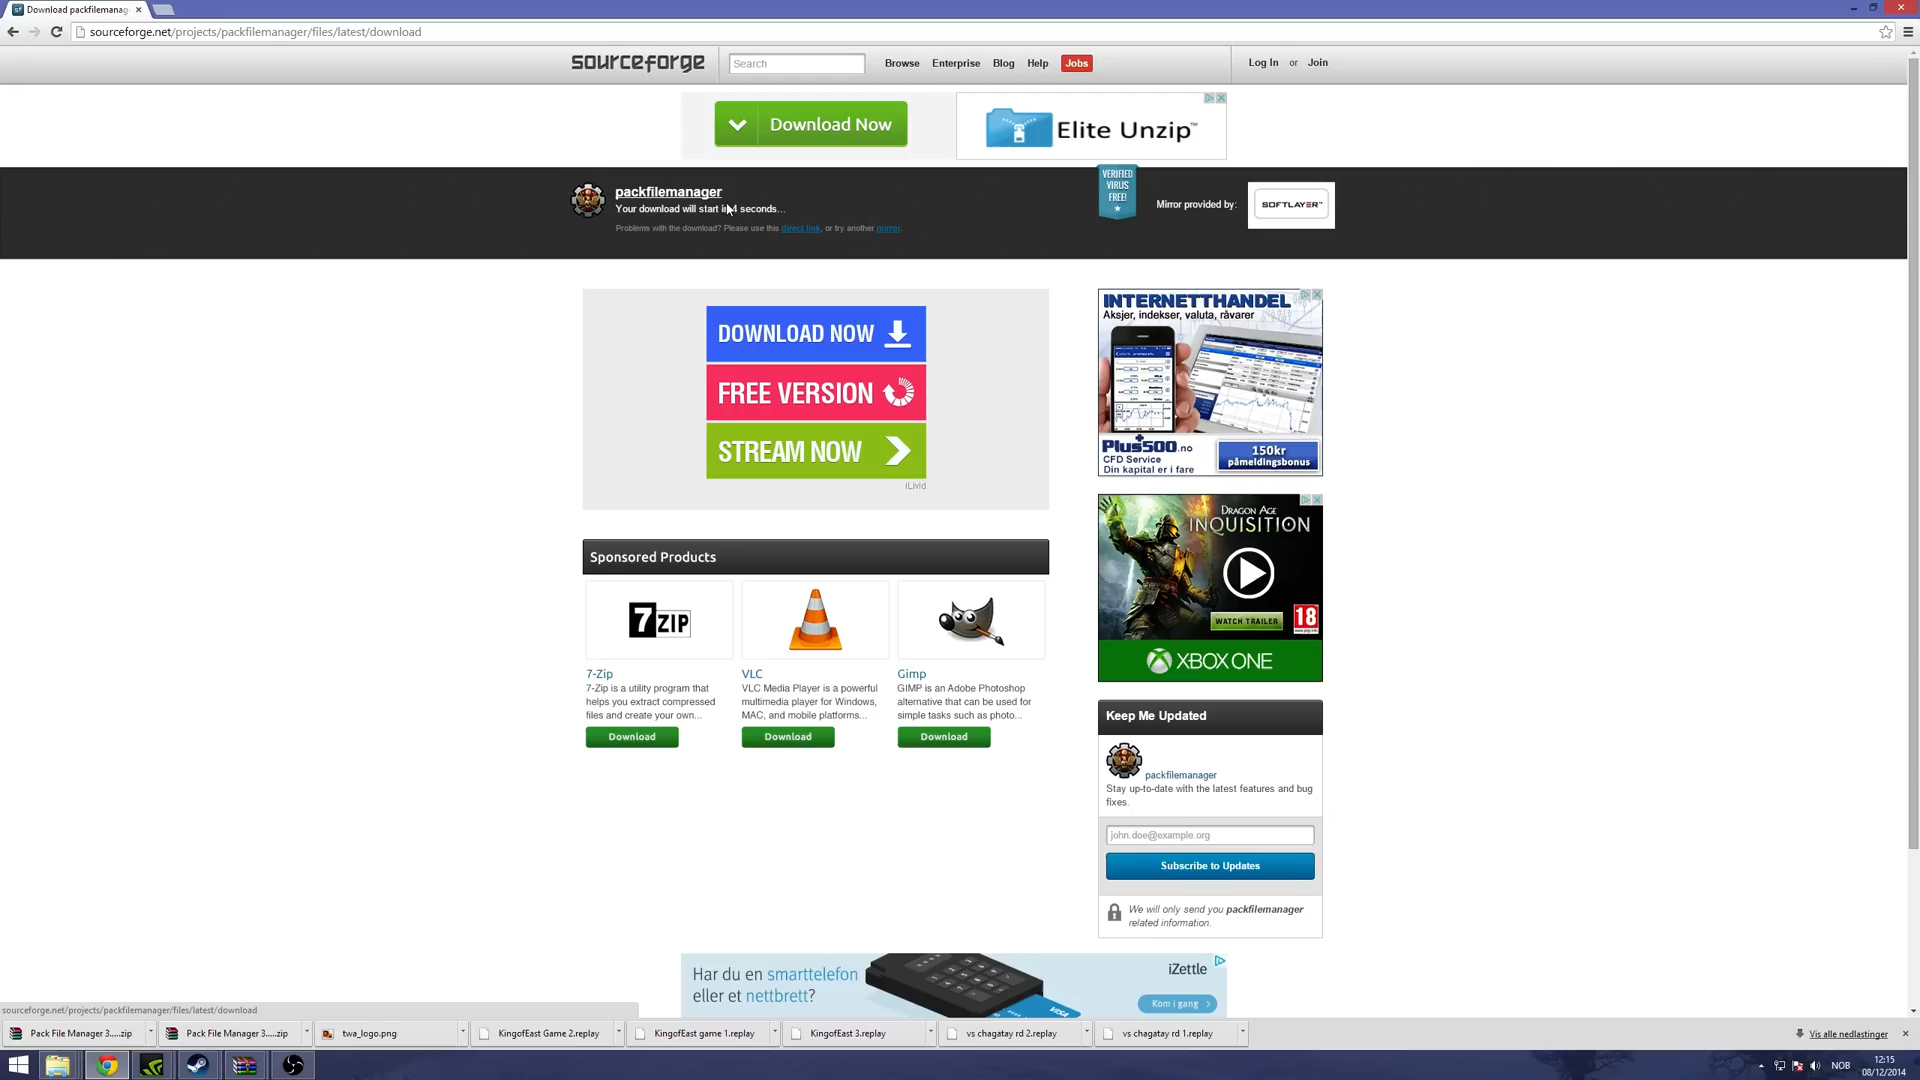 Download packfilemanag
sourceforge.net/projects/packfilemanager/files/latest/download
sourceforge
Search
Browse
Enterprise
Blog
Help
Jobs
Log In or Join
Download Now
Elite Unzip™
packfilemanager
Your download will start in 4 seconds...
Problems with the download? Please use this direct link, or try another mirror.
VERIFIED
VIRUS
FREE!
Mirror provided by:
SOFTLAYER™
DOWNLOAD NOW
FREE VERSION
STREAM NOW
iLivid
INTERNETTHANDEL
Aksjer, indekser, valuta, råvarer
Plus500.no
CFD Service
Din kapital er i fare
150kr
påmeldingsbonus
DRAGON AGE
INQUISITION
WATCH TRAILER
18
XBOX ONE
Sponsored Products
7 ZIP
7-Zip
7-Zip is a utility program that
helps you extract compressed
files and create your own...
Download
VLC
VLC Media Player is a powerful
multimedia player for Windows,
MAC, and mobile platforms...
Download
Gimp
GIMP is an Adobe Photoshop
alternative that can be used for
simple tasks such as photo...
Download
Keep Me Updated
packfilemanager
Stay up-to-date with the latest features and bug
fixes.
john.doe@example.org
Subscribe to Updates
We will only send you packfilemanager
related information.
Har du en smarttelefon
eller et nettbrett?
iZettle
Kom i gang
sourceforge.net/projects/packfilemanager/files/latest/download
Pack File Manager 3.....zip
Pack File Manager 3.....zip
twa_logo.png
KingofEast Game 2.replay
KingofEast game 1.replay
KingofEast 3.replay
vs chagatay rd 2.replay
vs chagatay rd 1.replay
Vis alle nedlastinger
NOB
12:15
08/12/2014